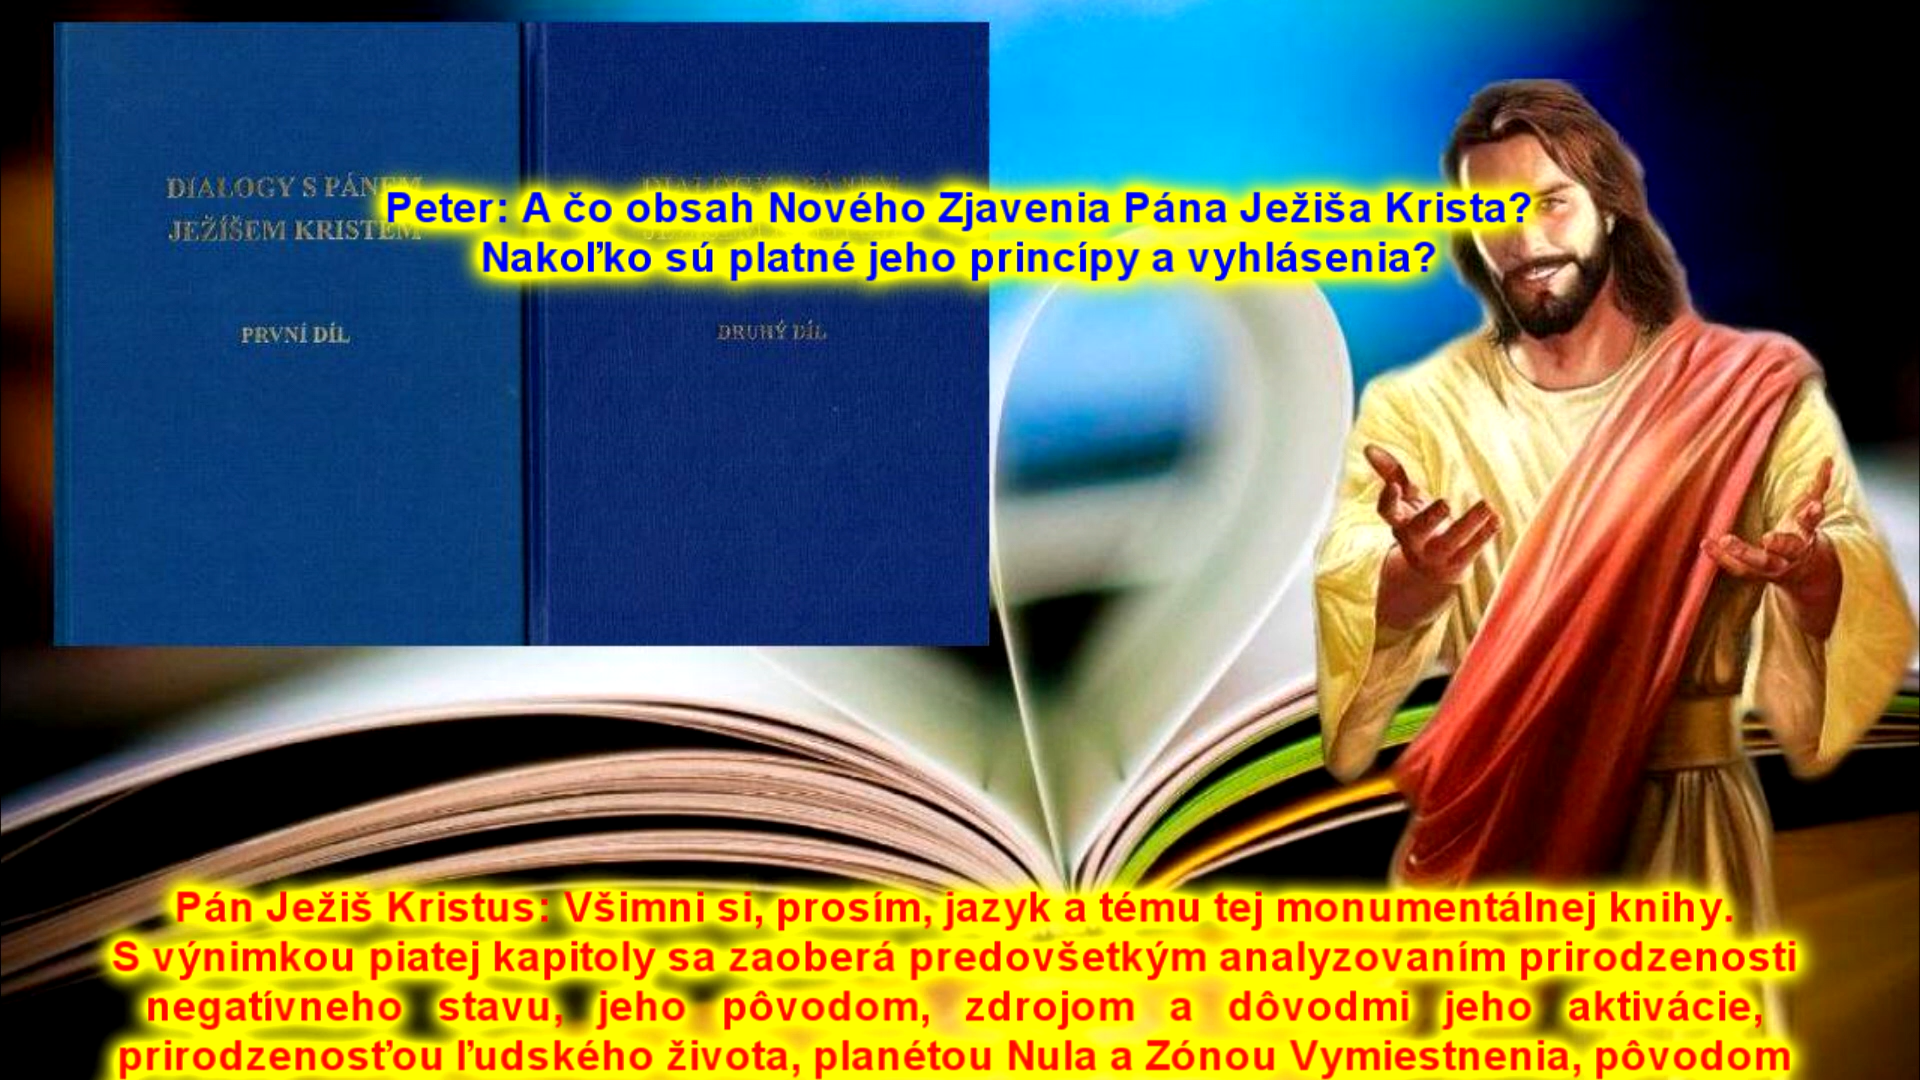 DIALOGY S PÁNEM
JEŽÍŠEM KRISTEM
PRVNÍ DÍL
DRUHÝ DÍL
Peter: A čo obsah Nového Zjavenia Pána Ježiša Krista?
Nakoľko sú platné jeho princípy a vyhlásenia?
Pán Ježiš Kristus: Všimni si, prosím, jazyk a tému tej monumentálnej knihy.
S výnimkou piatej kapitoly sa zaoberá predovšetkým analyzovaním prirodzenosti
negatívneho stavu, jeho pôvodom, zdrojom a dôvodmi jeho aktivácie,
prirodzenosťou ľudského života, planétou Nula a Zónou Vymiestnenia, pôvodom